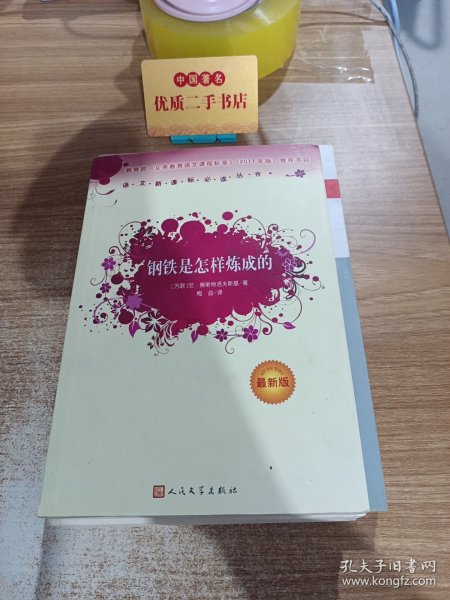 中国著名
优质二手书店
教育部《义务教育语文课程标准》(2011年版)推荐书目
语·文·新·课·标·必·读·丛·书
钢铁是怎样炼成的
〔苏联〕尼·奥斯特洛夫斯基/著
梅益/译
最新版
人民文学出版社
孔夫子旧书网
www.kongfz.com